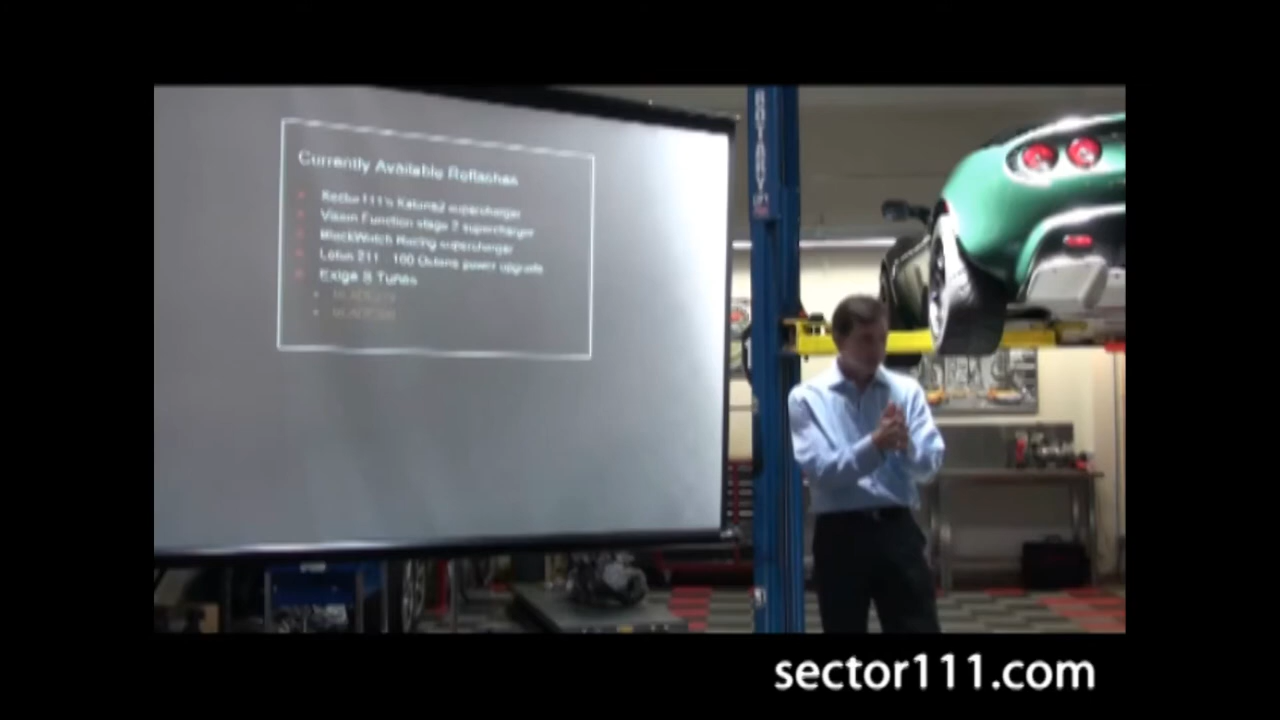 ROTARY
LIFT
Currently Available Reflashes
Sector111's Katana2 supercharger
Vision Function stage 2 supercharger
BlackWatch Racing supercharger
Lotus 211 - 100 Octane power upgrade
Exige S Tunes
sector111.com